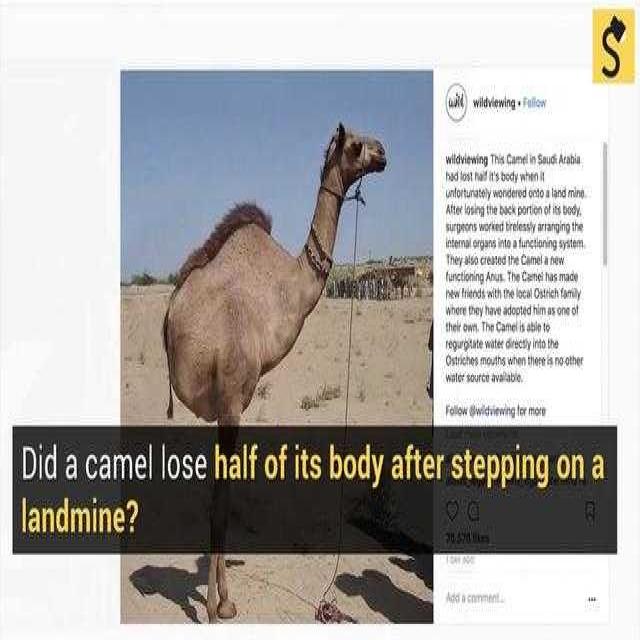 S
wild wildviewing • Follow
wildviewing This Camel in Saudi Arabia
had lost half it's body when it
unfortunately wondered onto a land mine.
After losing the back portion of its body,
surgeons worked tirelessly arranging the
internal organs into a functioning system.
They also created the Camel a new
functioning Anus. The Camel has made
new friends with the local Ostrich family
where they have adopted him as one of
their own. The Camel is able to
regurgitate water directly into the
Ostriches mouths when there is no other
water source available.
Follow @wildviewing for more
Did a camel lose half of its body after stepping on a
landmine?
likes
1 DAY AGO
Add a comment... •••